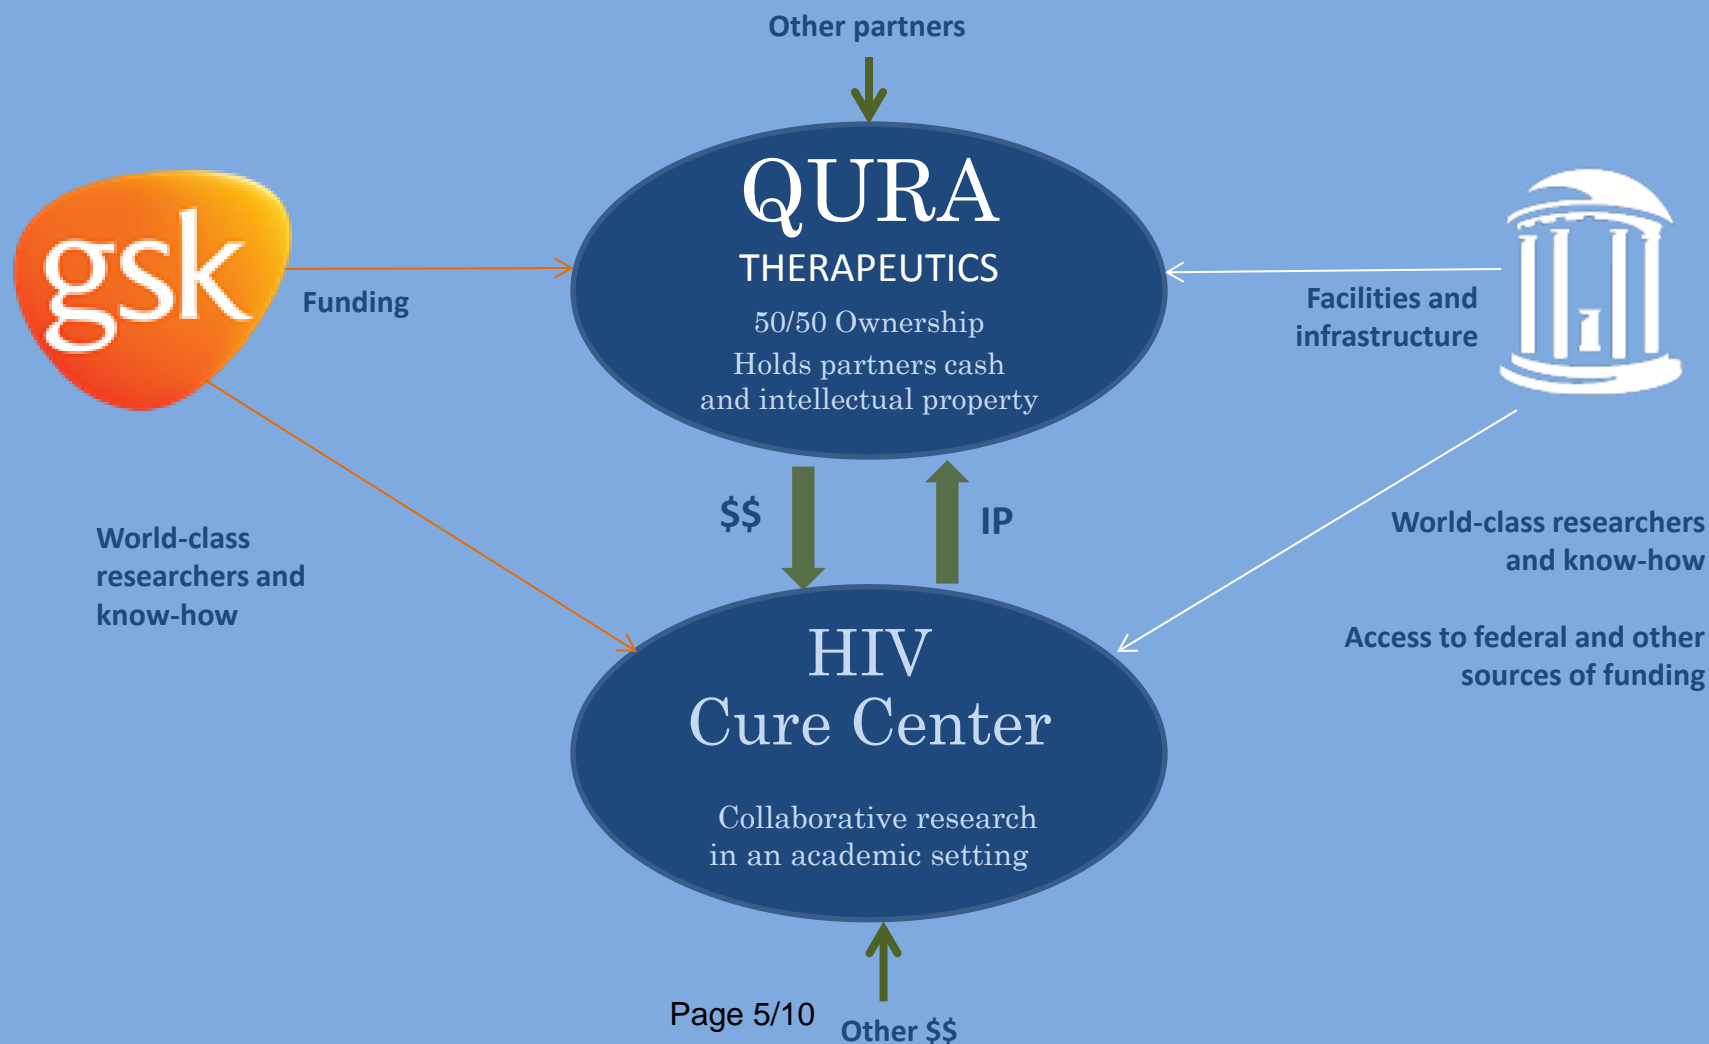 Other partners
QURA
THERAPEUTICS
50/50 Ownership
Holds partners cash
and intellectual property
gsk
Funding
Facilities and
infrastructure
$$
IP
World-class
researchers and
know-how
World-class researchers
and know-how
Access to federal and other
sources of funding
HIV
Cure Center
Collaborative research
in an academic setting
Page 5/10
Other $$